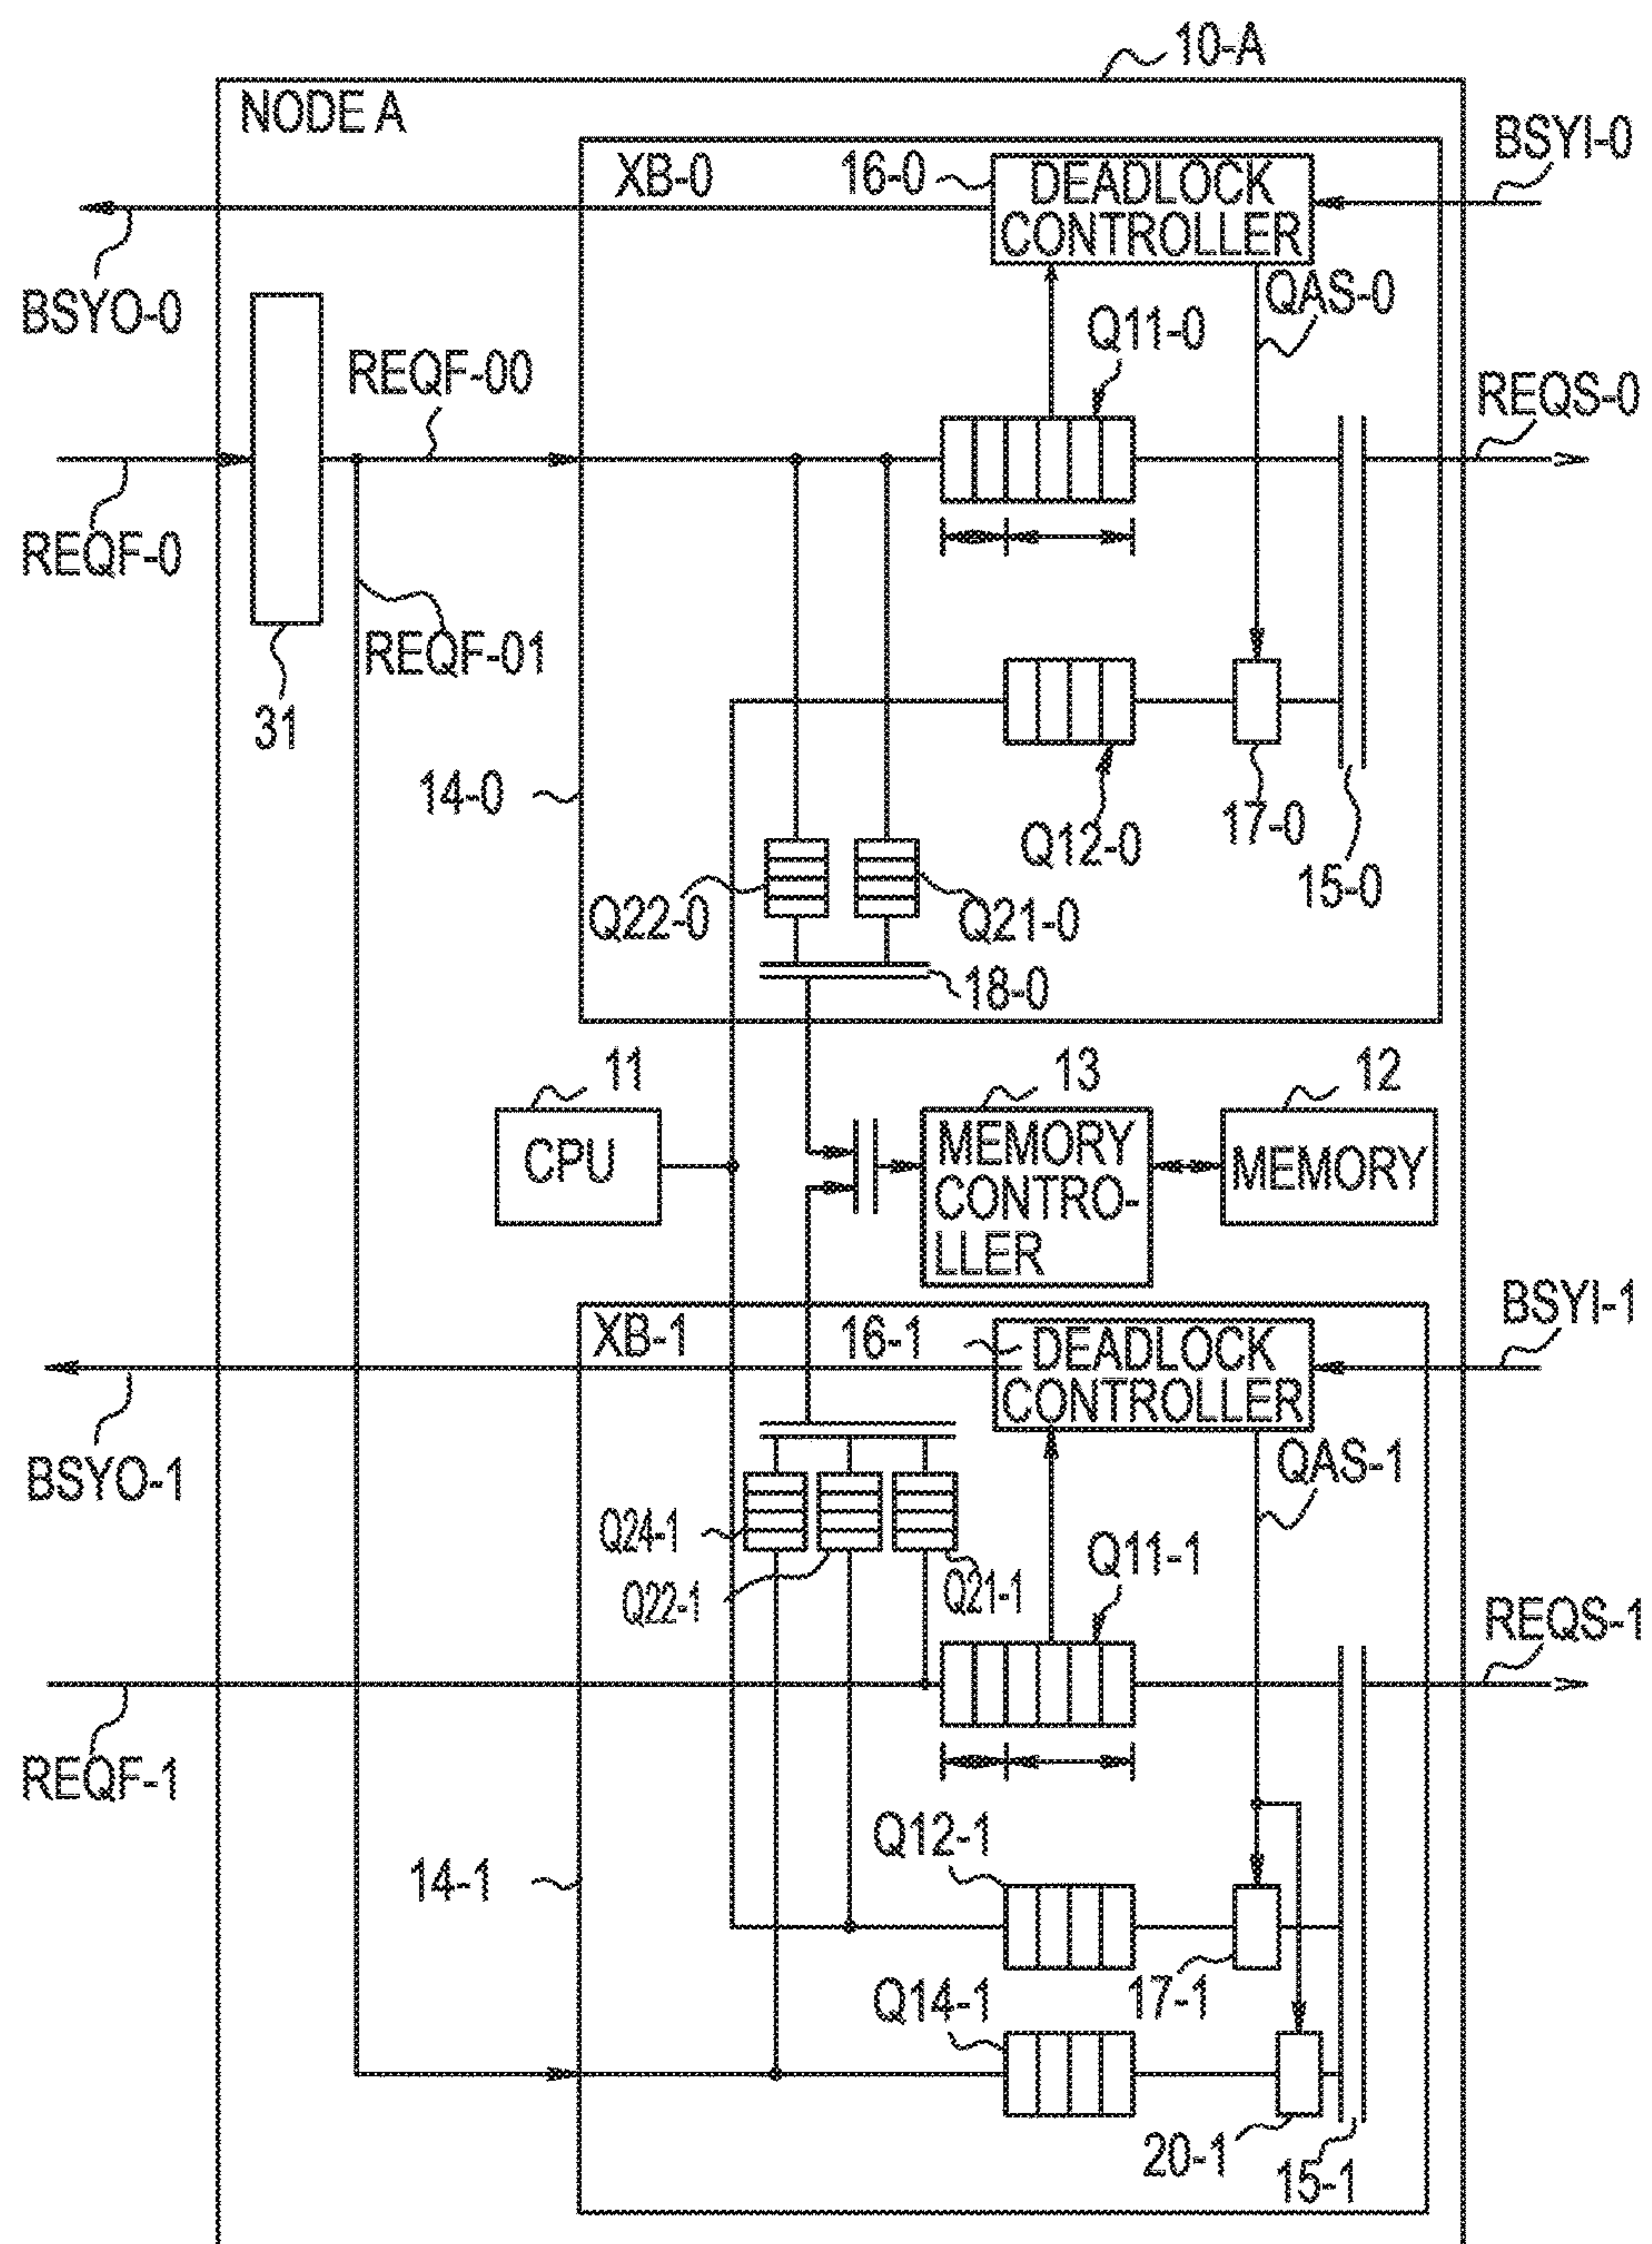 10-A
NODE A
BSYI-0
XB-0
16-0
DEADLOCK
CONTROLLER
BSYO-0
QAS-0
Q11-0
REQF-00
REQS-0
REQF-0
REQF-01
31
14-0
Q12-0
17-0
15-0
Q22-0
Q21-0
18-0
11
13
12
CPU
MEMORY
CONTRO-
LLER
MEMORY
BSYI-1
XB-1
16-1
DEADLOCK
CONTROLLER
BSYO-1
QAS-1
Q24-1
Q22-1
Q21-1
Q11-1
REQS-1
REQF-1
Q12-1
14-1
17-1
Q14-1
20-1
15-1